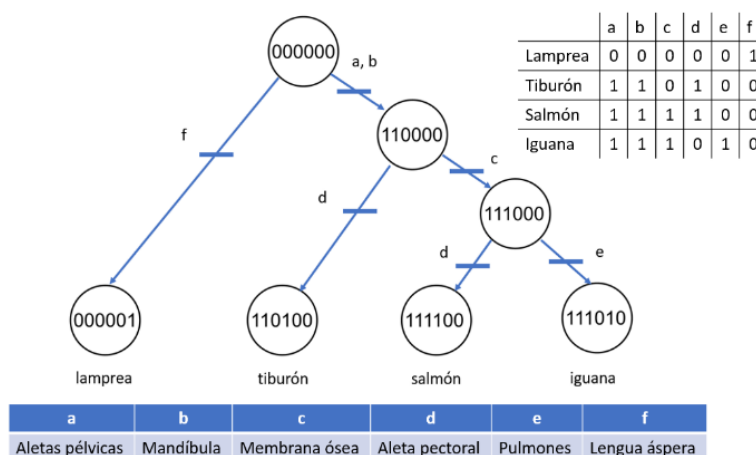 a b c d e f
Lamprea 0 0 0 0 0 1
Tiburón 1 1 0 1 0 0
Salmón 1 1 1 1 0 0
Iguana 1 1 1 0 1 0
000000
a, b
f
110000
c
d
111000
d
e
000001
110100
111100
111010
lamprea
tiburón
salmón
iguana
a b c d e f
Aletas pélvicas Mandíbula Membrana ósea Aleta pectoral Pulmones Lengua áspera